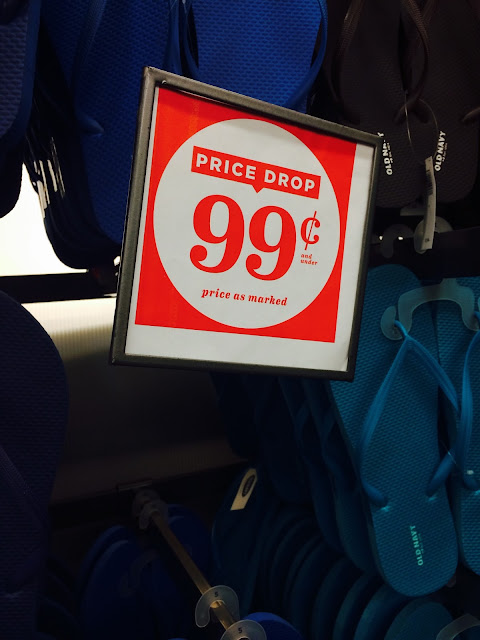 PRICE DROP
99¢
and
under
price as marked
OLD NAVY
OLD NAVY
OLD NAVY